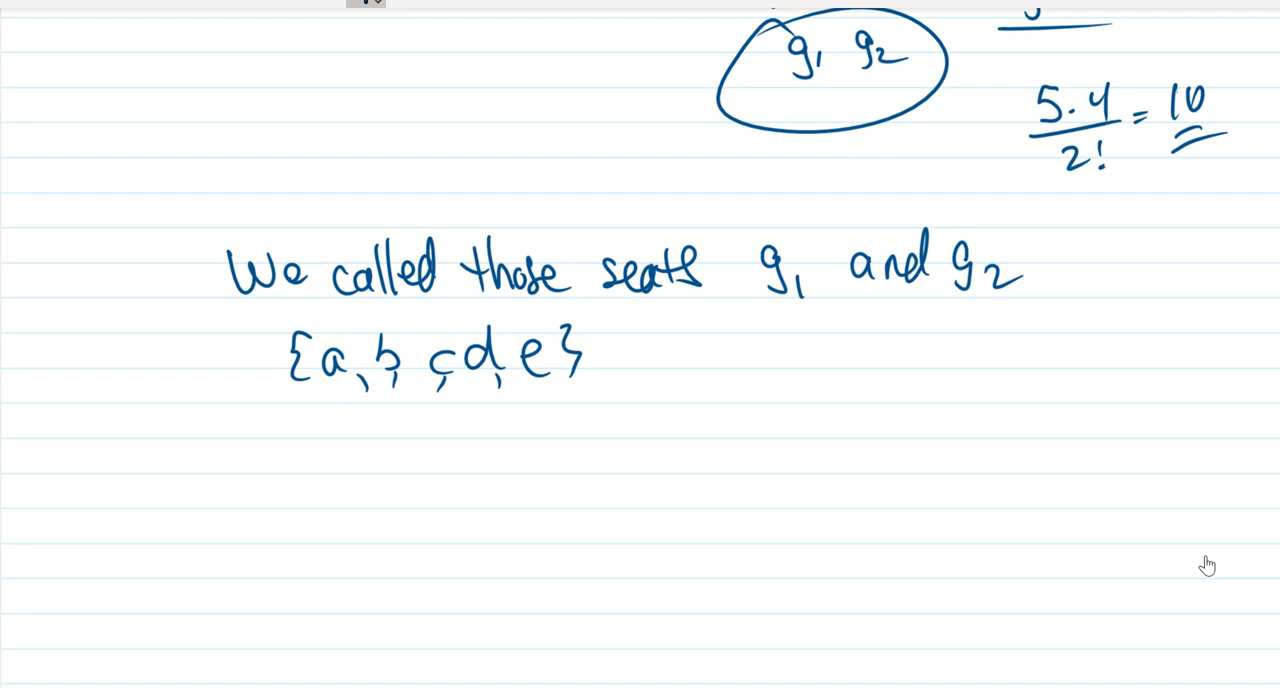 g₁ g₂
5·4/2! = 10
We called those seats g₁ and g₂
{a, b, c, d, e}